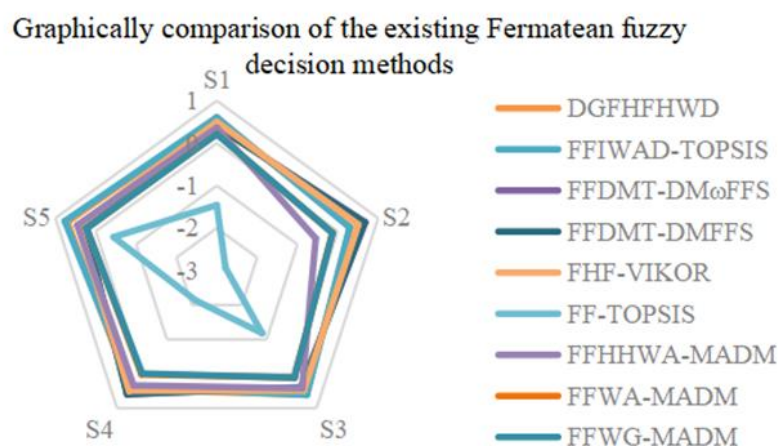 Graphically comparison of the existing Fermatean fuzzy
decision methods
S1
1
0
-1
-2
-3
S2
S3
S4
S5
DGFHFHWD
FFIWAD-TOPSIS
FFDMT-DMωFFS
FFDMT-DMFFS
FHF-VIKOR
FF-TOPSIS
FFHHWA-MADM
FFWA-MADM
FFWG-MADM